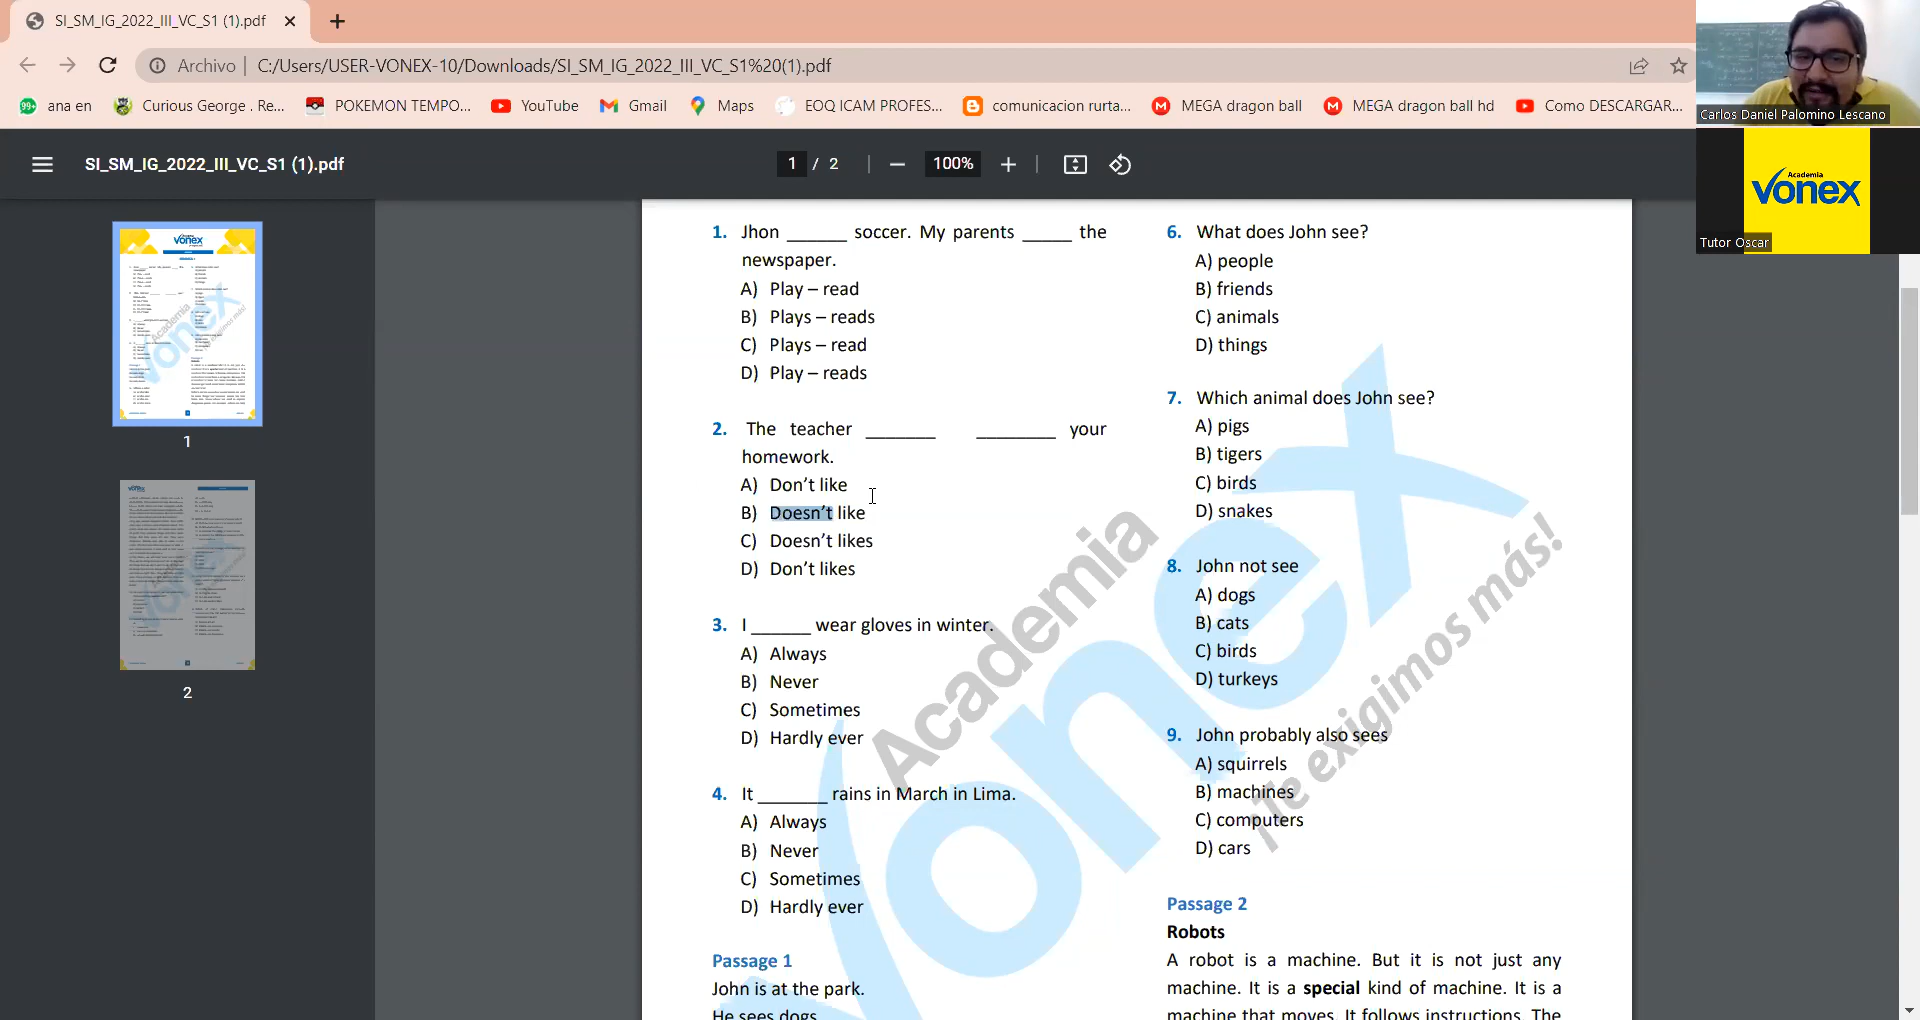 SI_SM_IG_2022_III_VC_S1 (1).pdf
Archivo
C:/Users/USER-VONEX-10/Downloads/SI_SM_IG_2022_III_VC_S1%20(1).pdf
99+ ana en
Curious George . Re...
POKEMON TEMPO...
YouTube
Gmail
Maps
EOQ ICAM PROFES...
comunicacion rurta...
MEGA dragon ball
MEGA dragon ball hd
Como DESCARGAR...
Carlos Daniel Palomino Lescano
Academia
vonex
Tutor Oscar
SI_SM_IG_2022_III_VC_S1 (1).pdf
1 / 2
100%
1
2
1. Jhon ______ soccer. My parents _____ the
newspaper.
A) Play – read
B) Plays – reads
C) Plays – read
D) Play – reads
2. The teacher _______ ________ your
homework.
A) Don't like
B) Doesn't like
C) Doesn't likes
D) Don't likes
3. I ______ wear gloves in winter.
A) Always
B) Never
C) Sometimes
D) Hardly ever
4. It _______ rains in March in Lima.
A) Always
B) Never
C) Sometimes
D) Hardly ever
Passage 1
John is at the park.
He sees dogs.
6. What does John see?
A) people
B) friends
C) animals
D) things
7. Which animal does John see?
A) pigs
B) tigers
C) birds
D) snakes
8. John not see
A) dogs
B) cats
C) birds
D) turkeys
9. John probably also sees
A) squirrels
B) machines
C) computers
D) cars
Passage 2
Robots
A robot is a machine. But it is not just any
machine. It is a special kind of machine. It is a
machine that moves. It follows instructions. The
Academia
vonex
¡Te exigimos más!